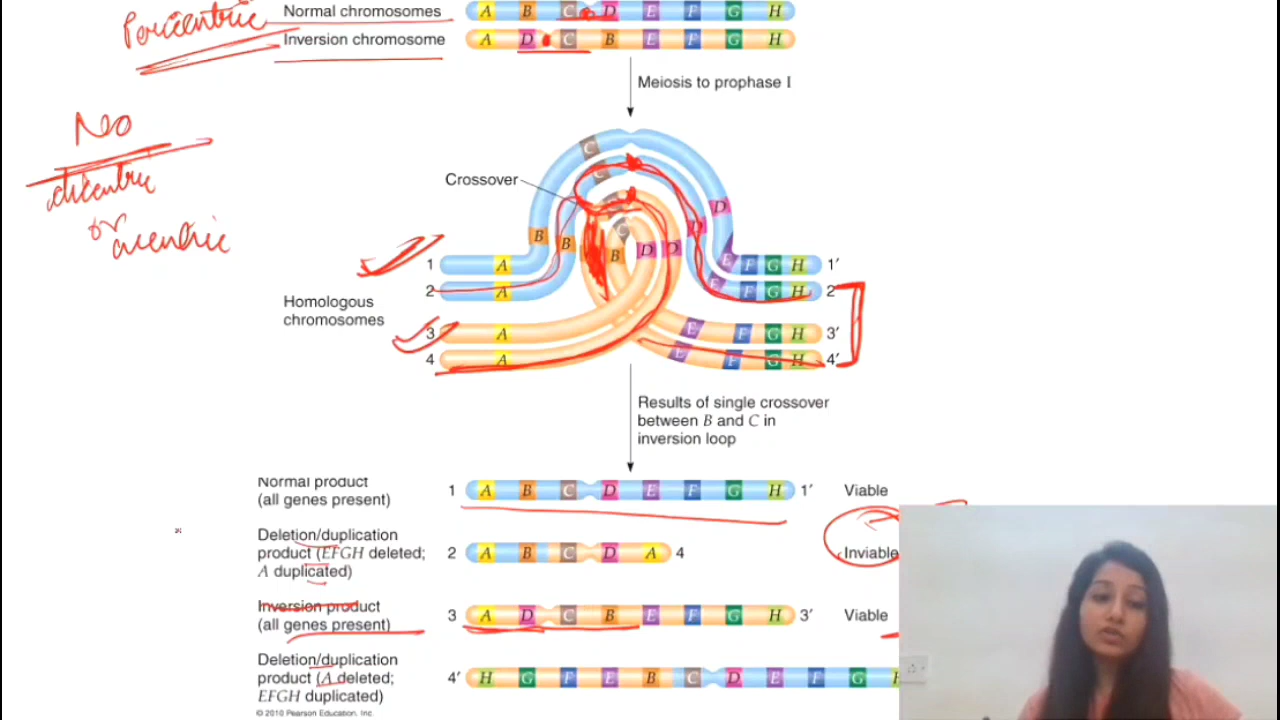 Pericentric
Normal chromosomes
A B C D E F G H
Inversion chromosome
A D C B E F G H
Meiosis to prophase I
No
dicentric
or
acentric
Crossover
C
C
C
B B B D D D D
1 A E F G H 1′
2 A E F G H 2′
Homologous
chromosomes
3 A E F G H 3′
4 A E F G H 4′
Results of single crossover
between B and C in
inversion loop
Normal product
(all genes present)
1 A B C D E F G H 1′ Viable
Deletion/duplication
product (EFGH deleted;
A duplicated)
2 A B C D A 4 Inviable
Inversion product
(all genes present)
3 A D C B E F G H 3′ Viable
Deletion/duplication
product (A deleted;
EFGH duplicated)
4′ H G F E B C D E F G H
© 2010 Pearson Education, Inc.